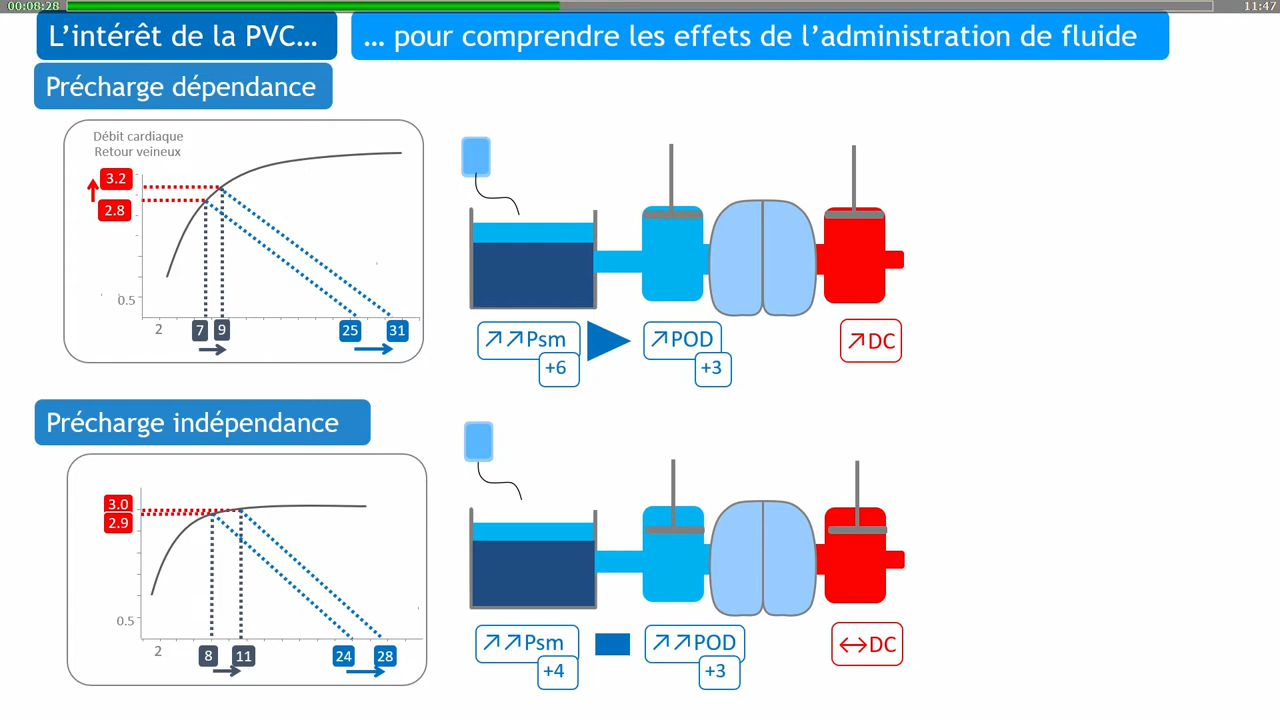 00:08:28
11:47
L’intérêt de la PVC…
… pour comprendre les effets de l’administration de fluide
Précharge dépendance
Débit cardiaque
Retour veineux
3.2
2.8
0.5
2
7
9
25
31
↗↗Psm
+6
↗POD
+3
↗DC
Précharge indépendance
3.0
2.9
0.5
2
8
11
24
28
↗↗Psm
+4
↗↗POD
+3
↔DC